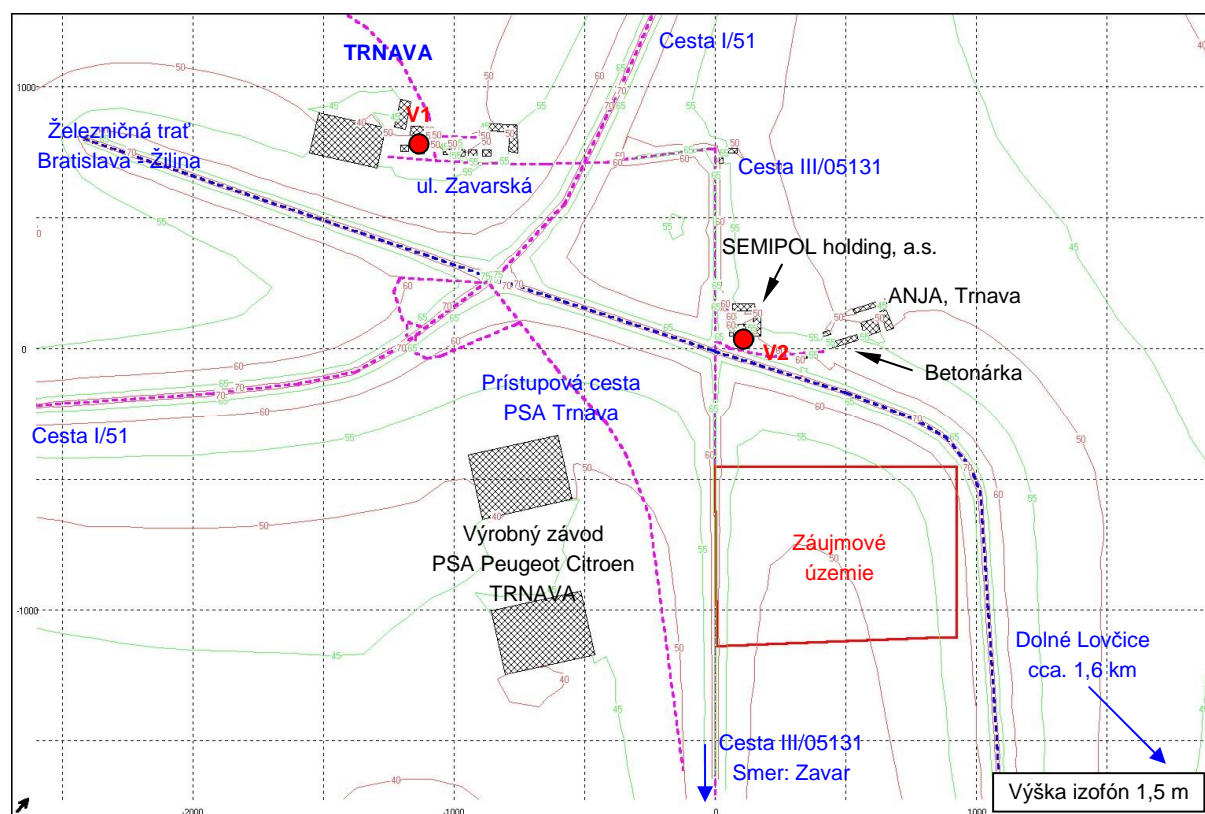 Cesta I/51
TRNAVA
1000
V1
Železničná trať
Bratislava - Žilina
ul. Zavarská
Cesta III/05131
SEMIPOL holding, a.s.
ANJA, Trnava
0
V2
Betonárka
Prístupová cesta
PSA Trnava
Cesta I/51
Výrobný závod
PSA Peugeot Citroen
TRNAVA
Záujmové
územie
-1000
Dolné Lovčice
cca. 1,6 km
Cesta III/05131
Smer: Zavar
Výška izofón 1,5 m
-2000
-1000
0
1000